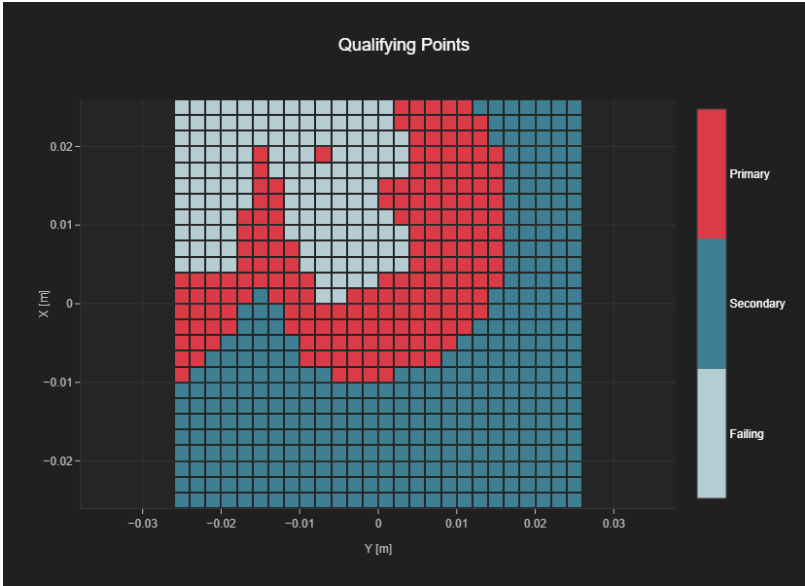 Qualifying Points
0.02
0.01
0
−0.01
−0.02
X [m]
−0.03
−0.02
−0.01
0
0.01
0.02
0.03
Y [m]
Primary
Secondary
Failing